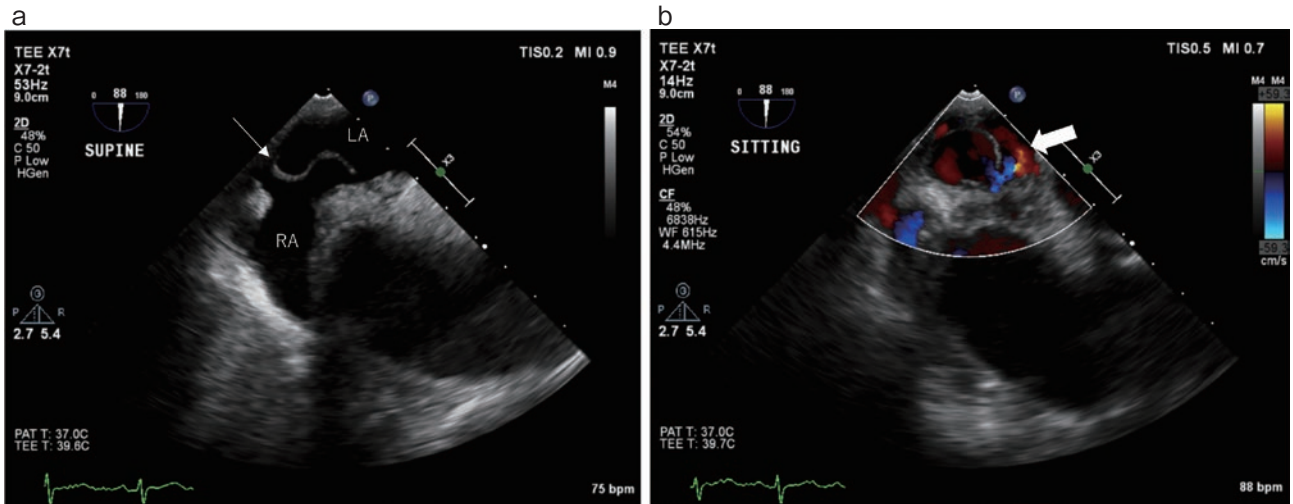 a
TEE X7t
X7-2t
53Hz
9.0cm
0 88 180
2D
48%
C 50
P Low
HGen
SUPINE
TIS0.2 MI 0.9
P
M4
LA
X3
RA
G
P R
2.7 5.4
PAT T: 37.0C
TEE T: 39.6C
75 bpm
b
TEE X7t
X7-2t
14Hz
9.0cm
0 88 180
2D
54%
C 50
P Low
HGen
SITTING
CF
48%
6838Hz
WF 615Hz
4.4MHz
TIS0.5 MI 0.7
P
M4 M4
+59.3
-59.3
cm/s
X3
G
P R
2.7 5.4
PAT T: 37.0C
TEE T: 39.7C
88 bpm